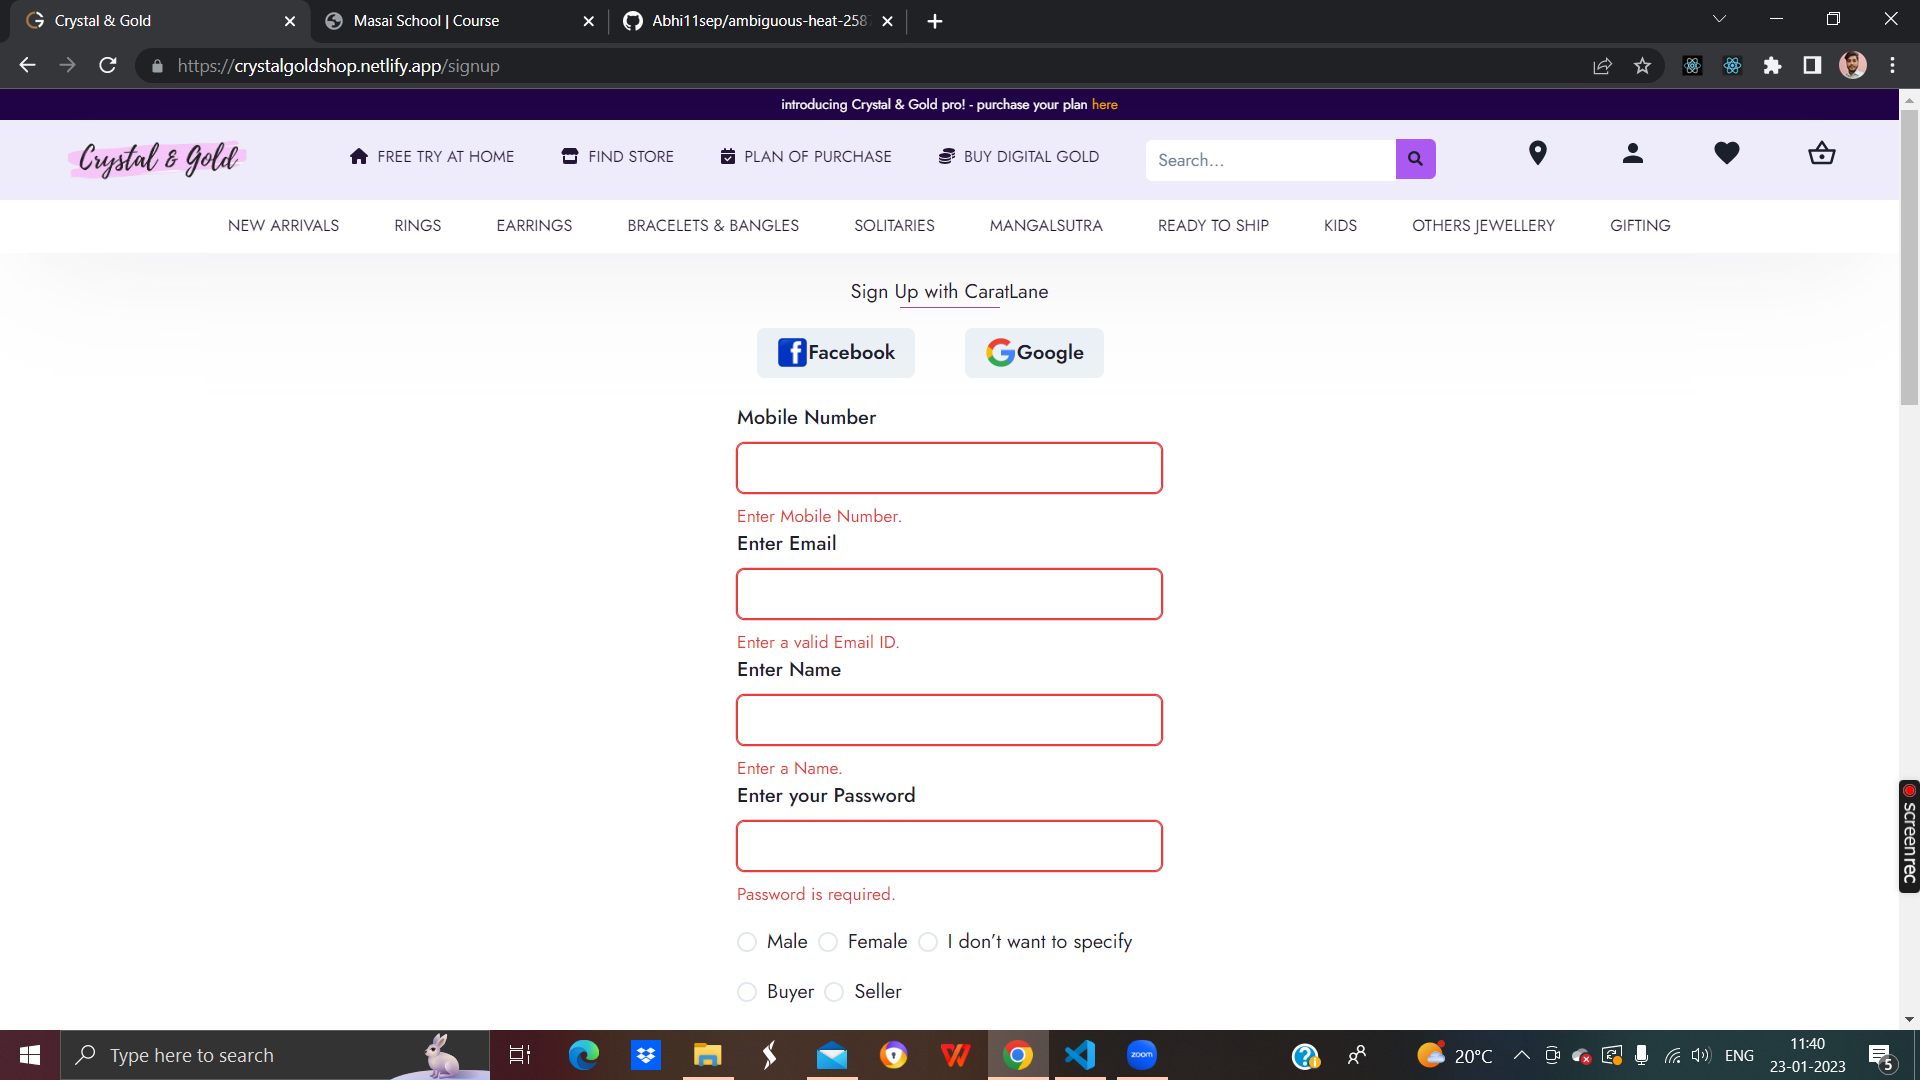 Crystal & Gold
Masai School | Course
Abhi11sep/ambiguous-heat-258
https://crystalgoldshop.netlify.app/signup
introducing Crystal & Gold pro! - purchase your plan here
Crystal & Gold
FREE TRY AT HOME
FIND STORE
PLAN OF PURCHASE
BUY DIGITAL GOLD
Search...
NEW ARRIVALS
RINGS
EARRINGS
BRACELETS & BANGLES
SOLITARIES
MANGALSUTRA
READY TO SHIP
KIDS
OTHERS JEWELLERY
GIFTING
Sign Up with CaratLane
Facebook
Google
Mobile Number
Enter Mobile Number.
Enter Email
Enter a valid Email ID.
Enter Name
Enter a Name.
Enter your Password
Password is required.
Male
Female
I don't want to specify
Buyer
Seller
screenrec
Type here to search
zoom
20°C
ENG
11:40
23-01-2023
5